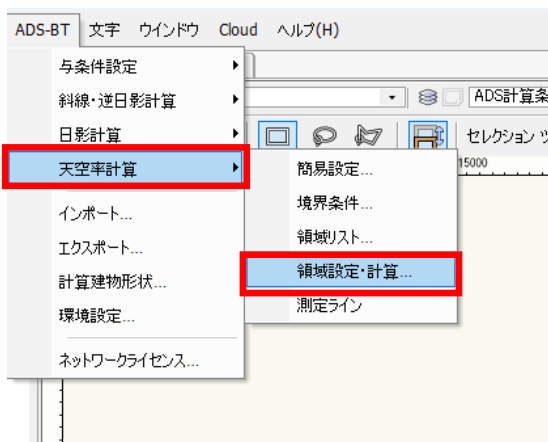 ADS-BT 文字 ウインドウ Cloud ヘルプ(H)
与条件設定
斜線・逆日影計算
ADS計算条
日影計算
セレクション ツ
天空率計算
15000
簡易設定...
境界条件...
インポート...
領域リスト...
エクスポート...
領域設定・計算...
計算建物形状...
測定ライン
環境設定...
ネットワークライセンス...